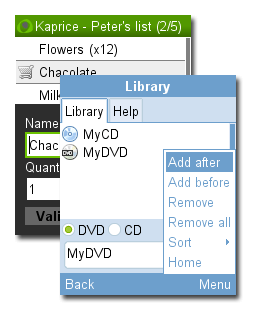 Kaprice - Peter's list (2/5)
Flowers (x12)
Chacolate
Milk
Name
Chac
Quant
1
Vali
Library
Library Help
MyCD
MyDVD
Add after
Add before
Remove
Remove all
Sort
Home
DVD CD
MyDVD
Back Menu